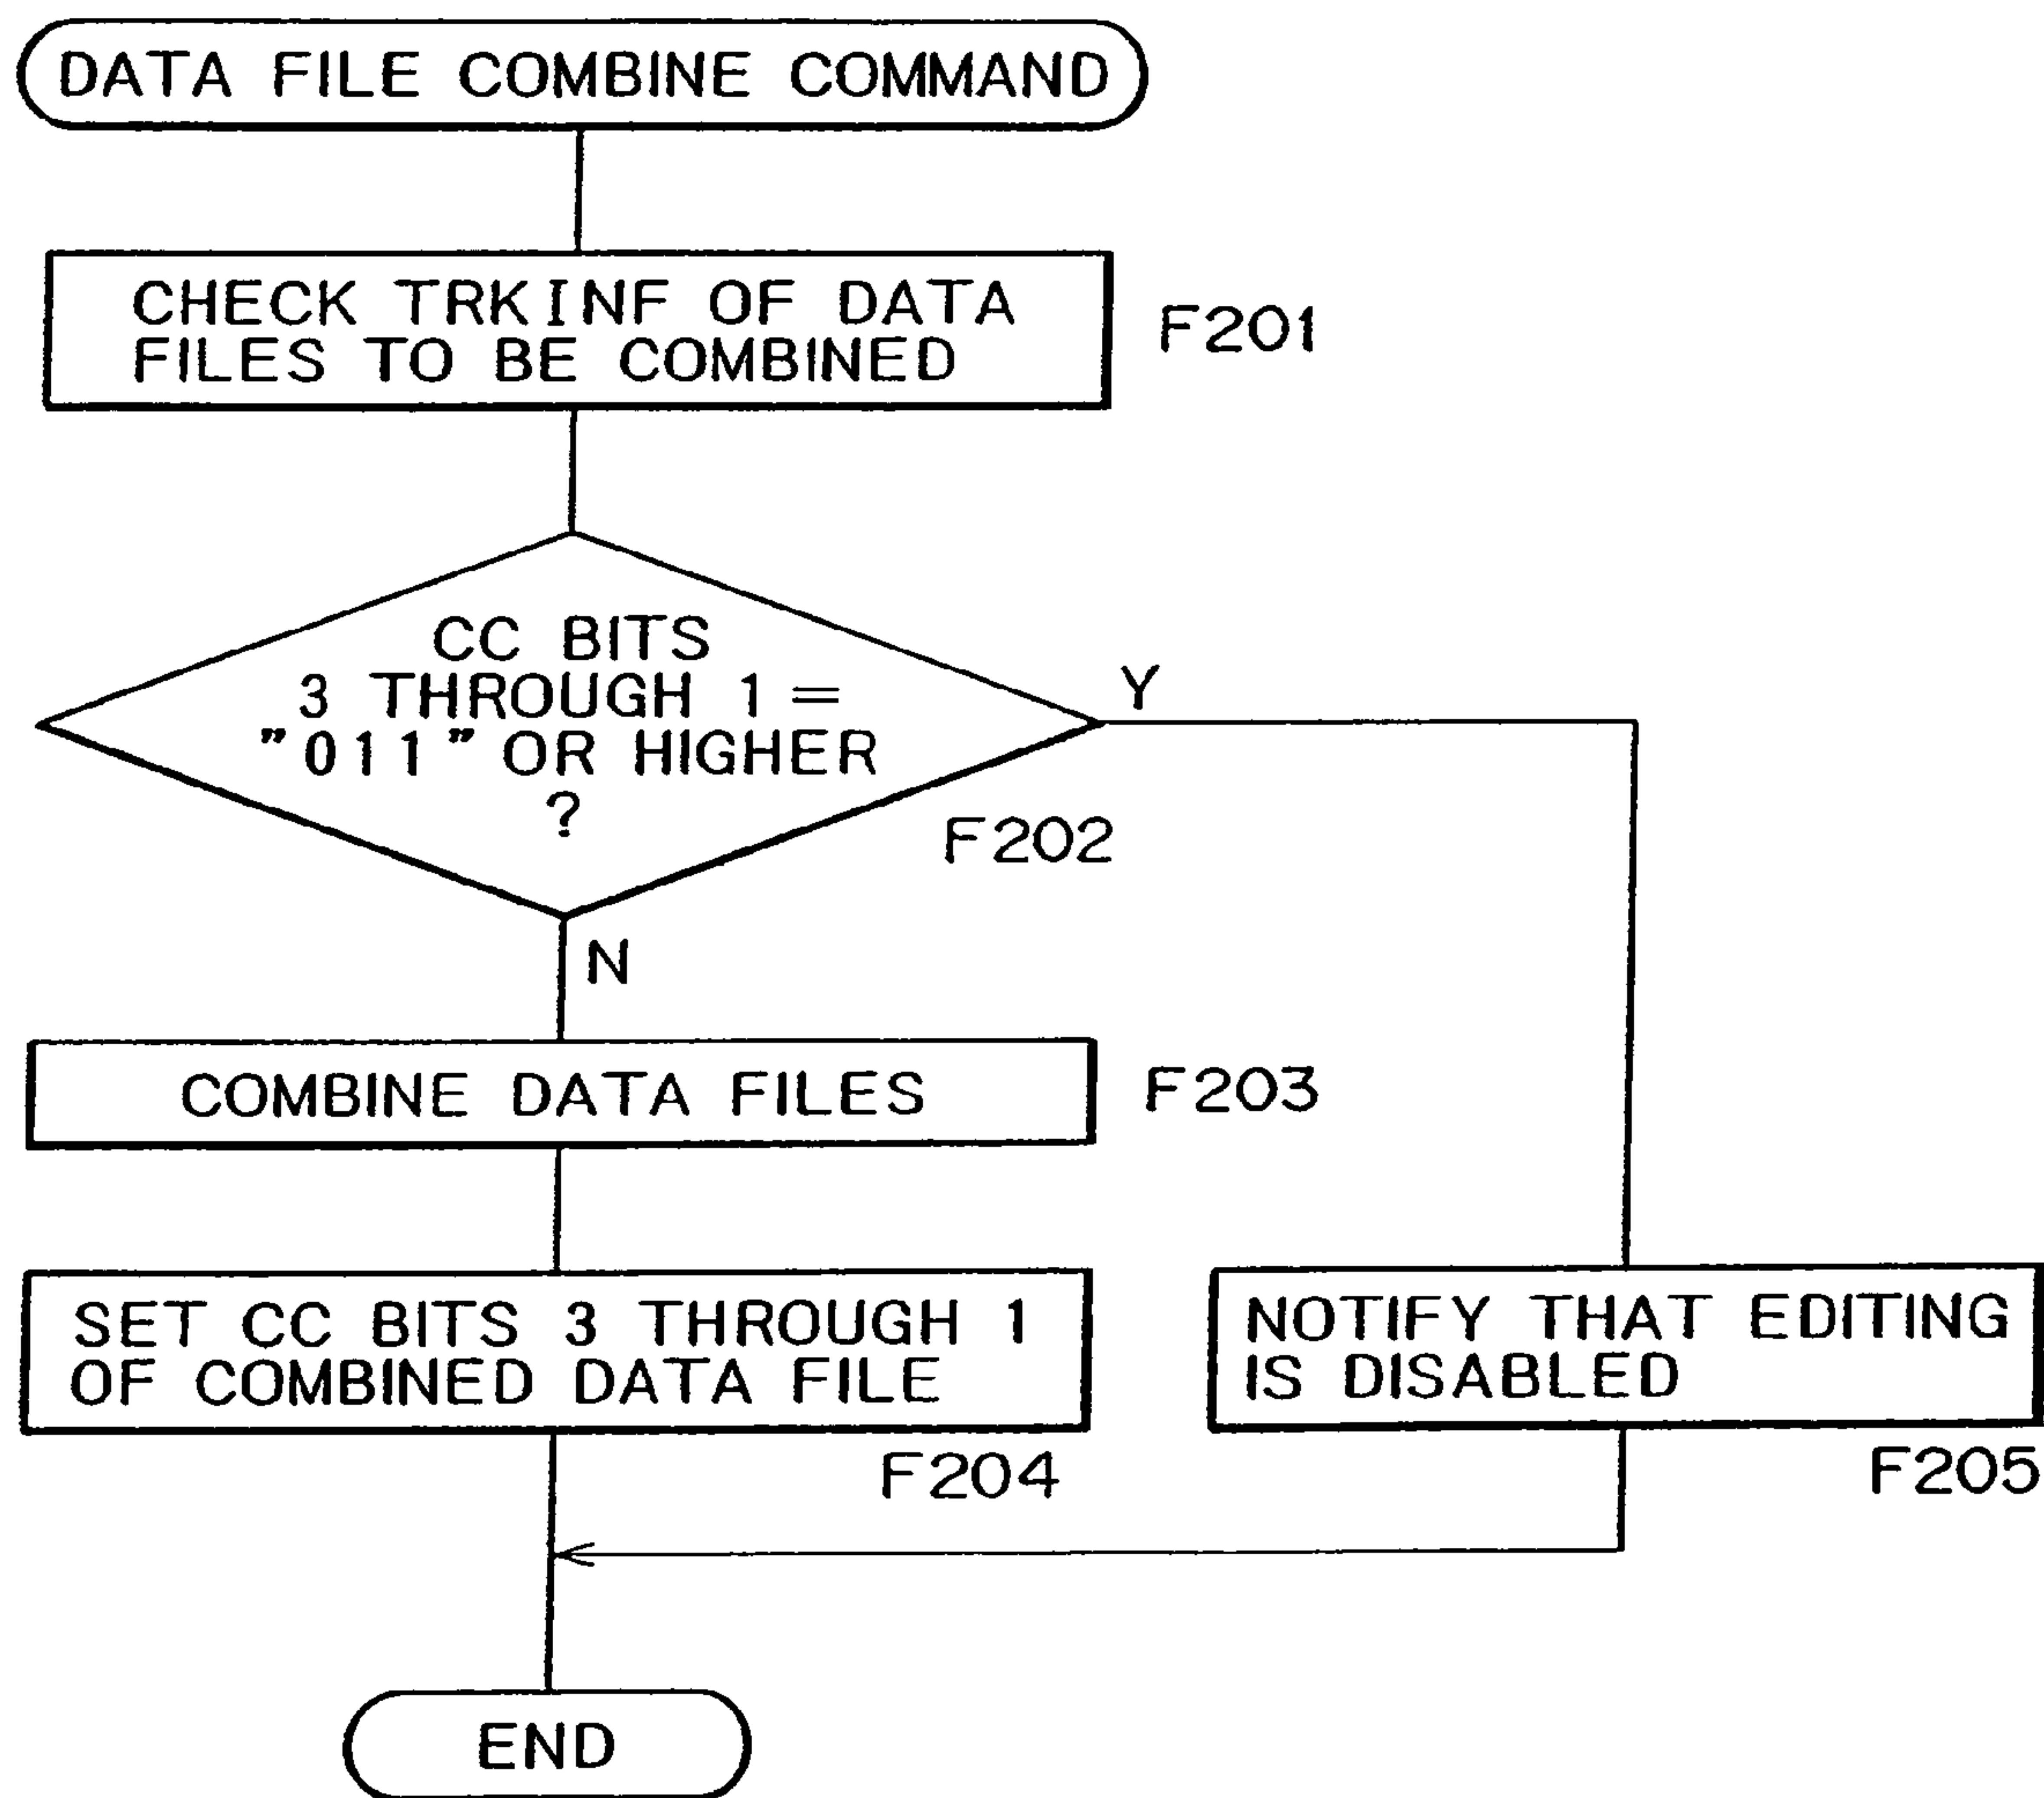 DATA FILE COMBINE COMMAND
CHECK TRKINF OF DATA
FILES TO BE COMBINED
F201
CC BITS
3 THROUGH 1 =
"011" OR HIGHER
?
Y
F202
N
COMBINE DATA FILES
F203
SET CC BITS 3 THROUGH 1
OF COMBINED DATA FILE
F204
NOTIFY THAT EDITING
IS DISABLED
F205
END